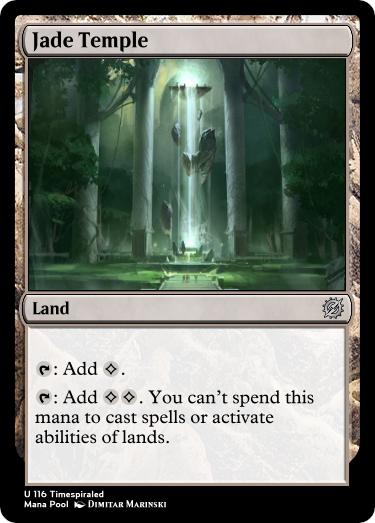 Jade Temple
Land
: Add .
: Add . You can't spend this
mana to cast spells or activate
abilities of lands.
U 116 Timespiraled
Mana Pool Dimitar Marinski